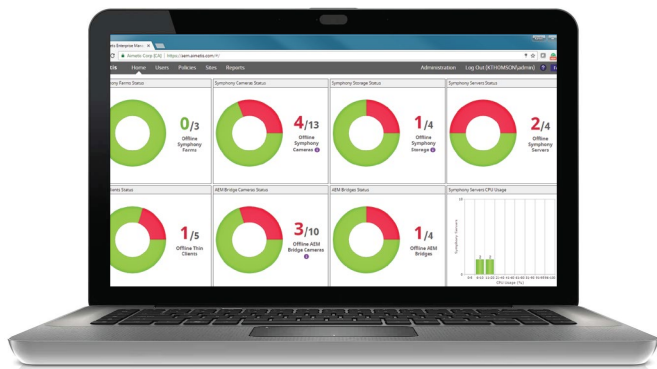 Aimetis Corp [CA] | https://aem.aimetis.com/#/
Home Users Policies Sites Reports Administration Log Out (KTHOMSON\admin) ?
ony Farms Status
Symphony Cameras Status
Symphony Storage Status
Symphony Servers Status
0/3
Offline
Symphony
Farms
4/13
Offline
Symphony
Cameras
1/4
Offline
Symphony
Storage
2/4
Offline
Symphony
Servers
ients Status
AEM Bridge Cameras Status
AEM Bridges Status
Symphony Servers CPU Usage
1/5
Offline Thin
Clients
3/10
Offline AEM
Bridge Cameras
1/4
Offline AEM
Bridges
Symphony Servers
CPU Usage (%)